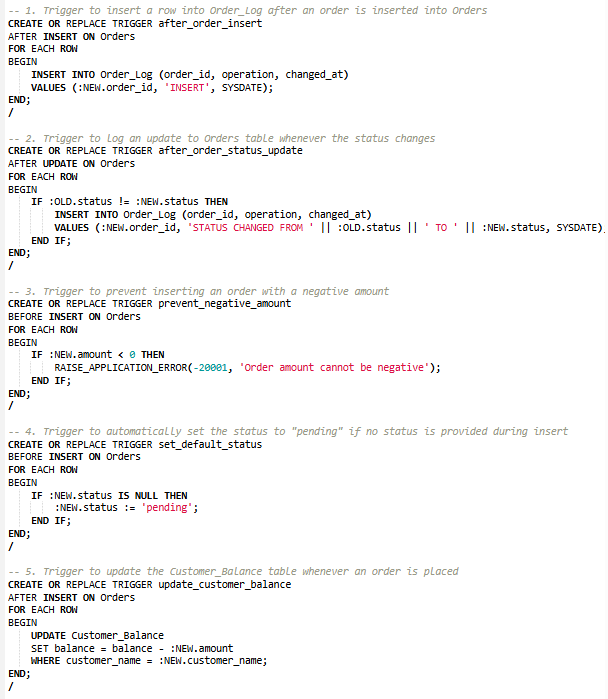 -- 1. Trigger to insert a row into Order_Log after an order is inserted into Orders
CREATE OR REPLACE TRIGGER after_order_insert
AFTER INSERT ON Orders
FOR EACH ROW
BEGIN
    INSERT INTO Order_Log (order_id, operation, changed_at)
    VALUES (:NEW.order_id, 'INSERT', SYSDATE);
END;
/
-- 2. Trigger to log an update to Orders table whenever the status changes
CREATE OR REPLACE TRIGGER after_order_status_update
AFTER UPDATE ON Orders
FOR EACH ROW
BEGIN
    IF :OLD.status != :NEW.status THEN
        INSERT INTO Order_Log (order_id, operation, changed_at)
        VALUES (:NEW.order_id, 'STATUS CHANGED FROM ' || :OLD.status || ' TO ' || :NEW.status, SYSDATE)
    END IF;
END;
/
-- 3. Trigger to prevent inserting an order with a negative amount
CREATE OR REPLACE TRIGGER prevent_negative_amount
BEFORE INSERT ON Orders
FOR EACH ROW
BEGIN
    IF :NEW.amount < 0 THEN
        RAISE_APPLICATION_ERROR(-20001, 'Order amount cannot be negative');
    END IF;
END;
/
-- 4. Trigger to automatically set the status to "pending" if no status is provided during insert
CREATE OR REPLACE TRIGGER set_default_status
BEFORE INSERT ON Orders
FOR EACH ROW
BEGIN
    IF :NEW.status IS NULL THEN
        :NEW.status := 'pending';
    END IF;
END;
/
-- 5. Trigger to update the Customer_Balance table whenever an order is placed
CREATE OR REPLACE TRIGGER update_customer_balance
AFTER INSERT ON Orders
FOR EACH ROW
BEGIN
    UPDATE Customer_Balance
    SET balance = balance - :NEW.amount
    WHERE customer_name = :NEW.customer_name;
END;
/